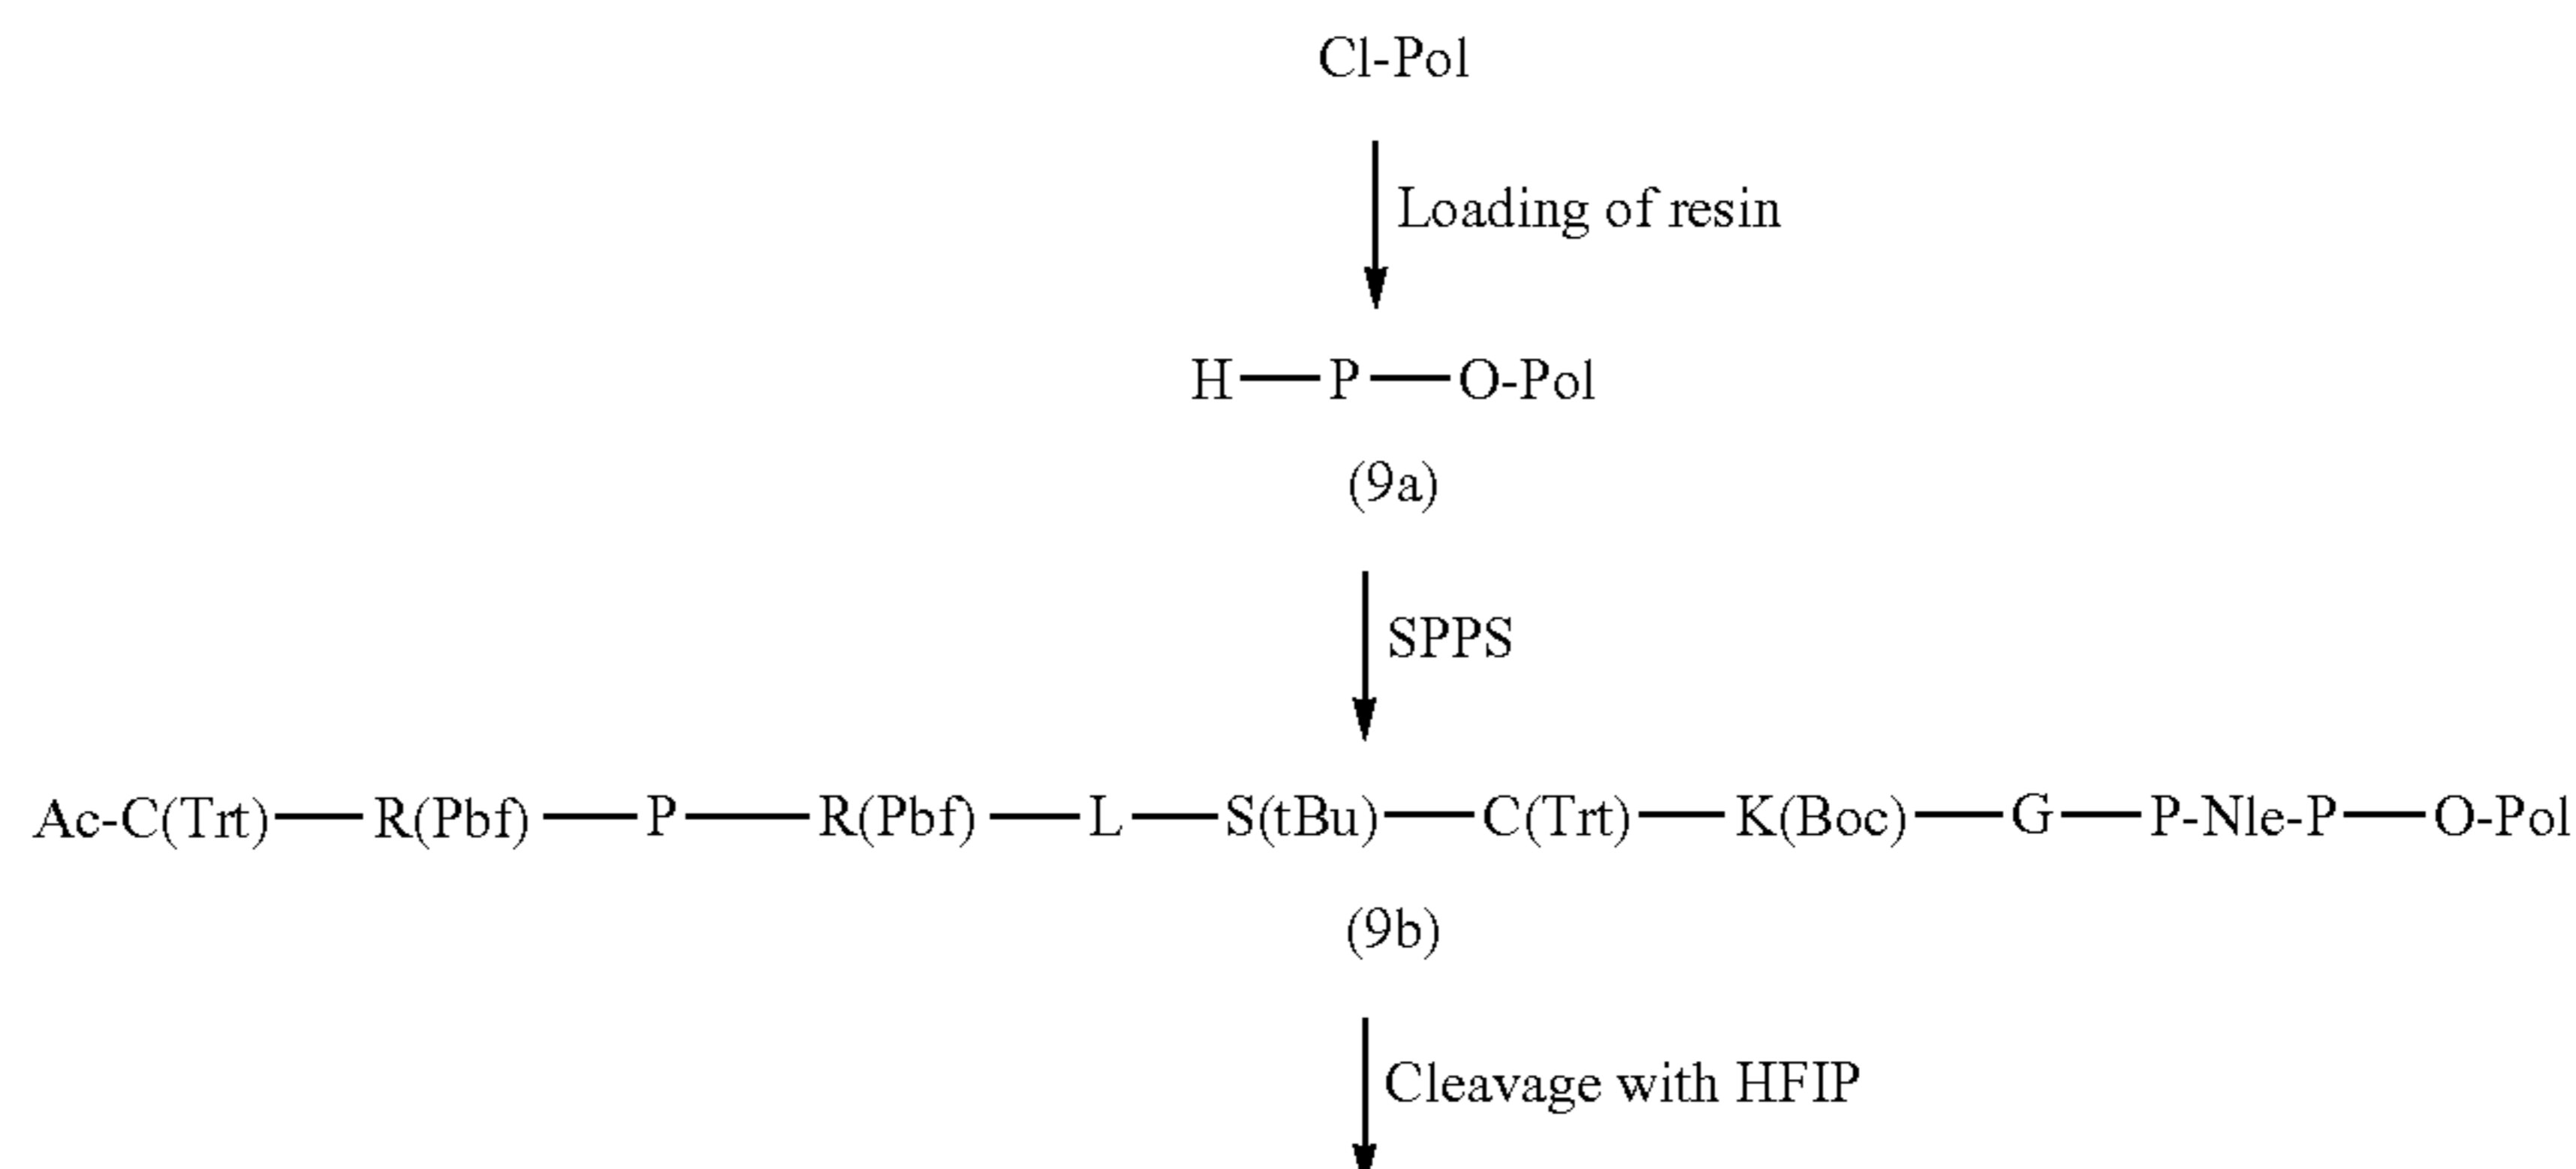 Cl-Pol
Loading of resin
H—P—O-Pol
(9a)
SPPS
Ac-C(Trt)—R(Pbf)—P—R(Pbf)—L—S(tBu)—C(Trt)—K(Boc)—G—P-Nle-P—O-Pol
(9b)
Cleavage with HFIP